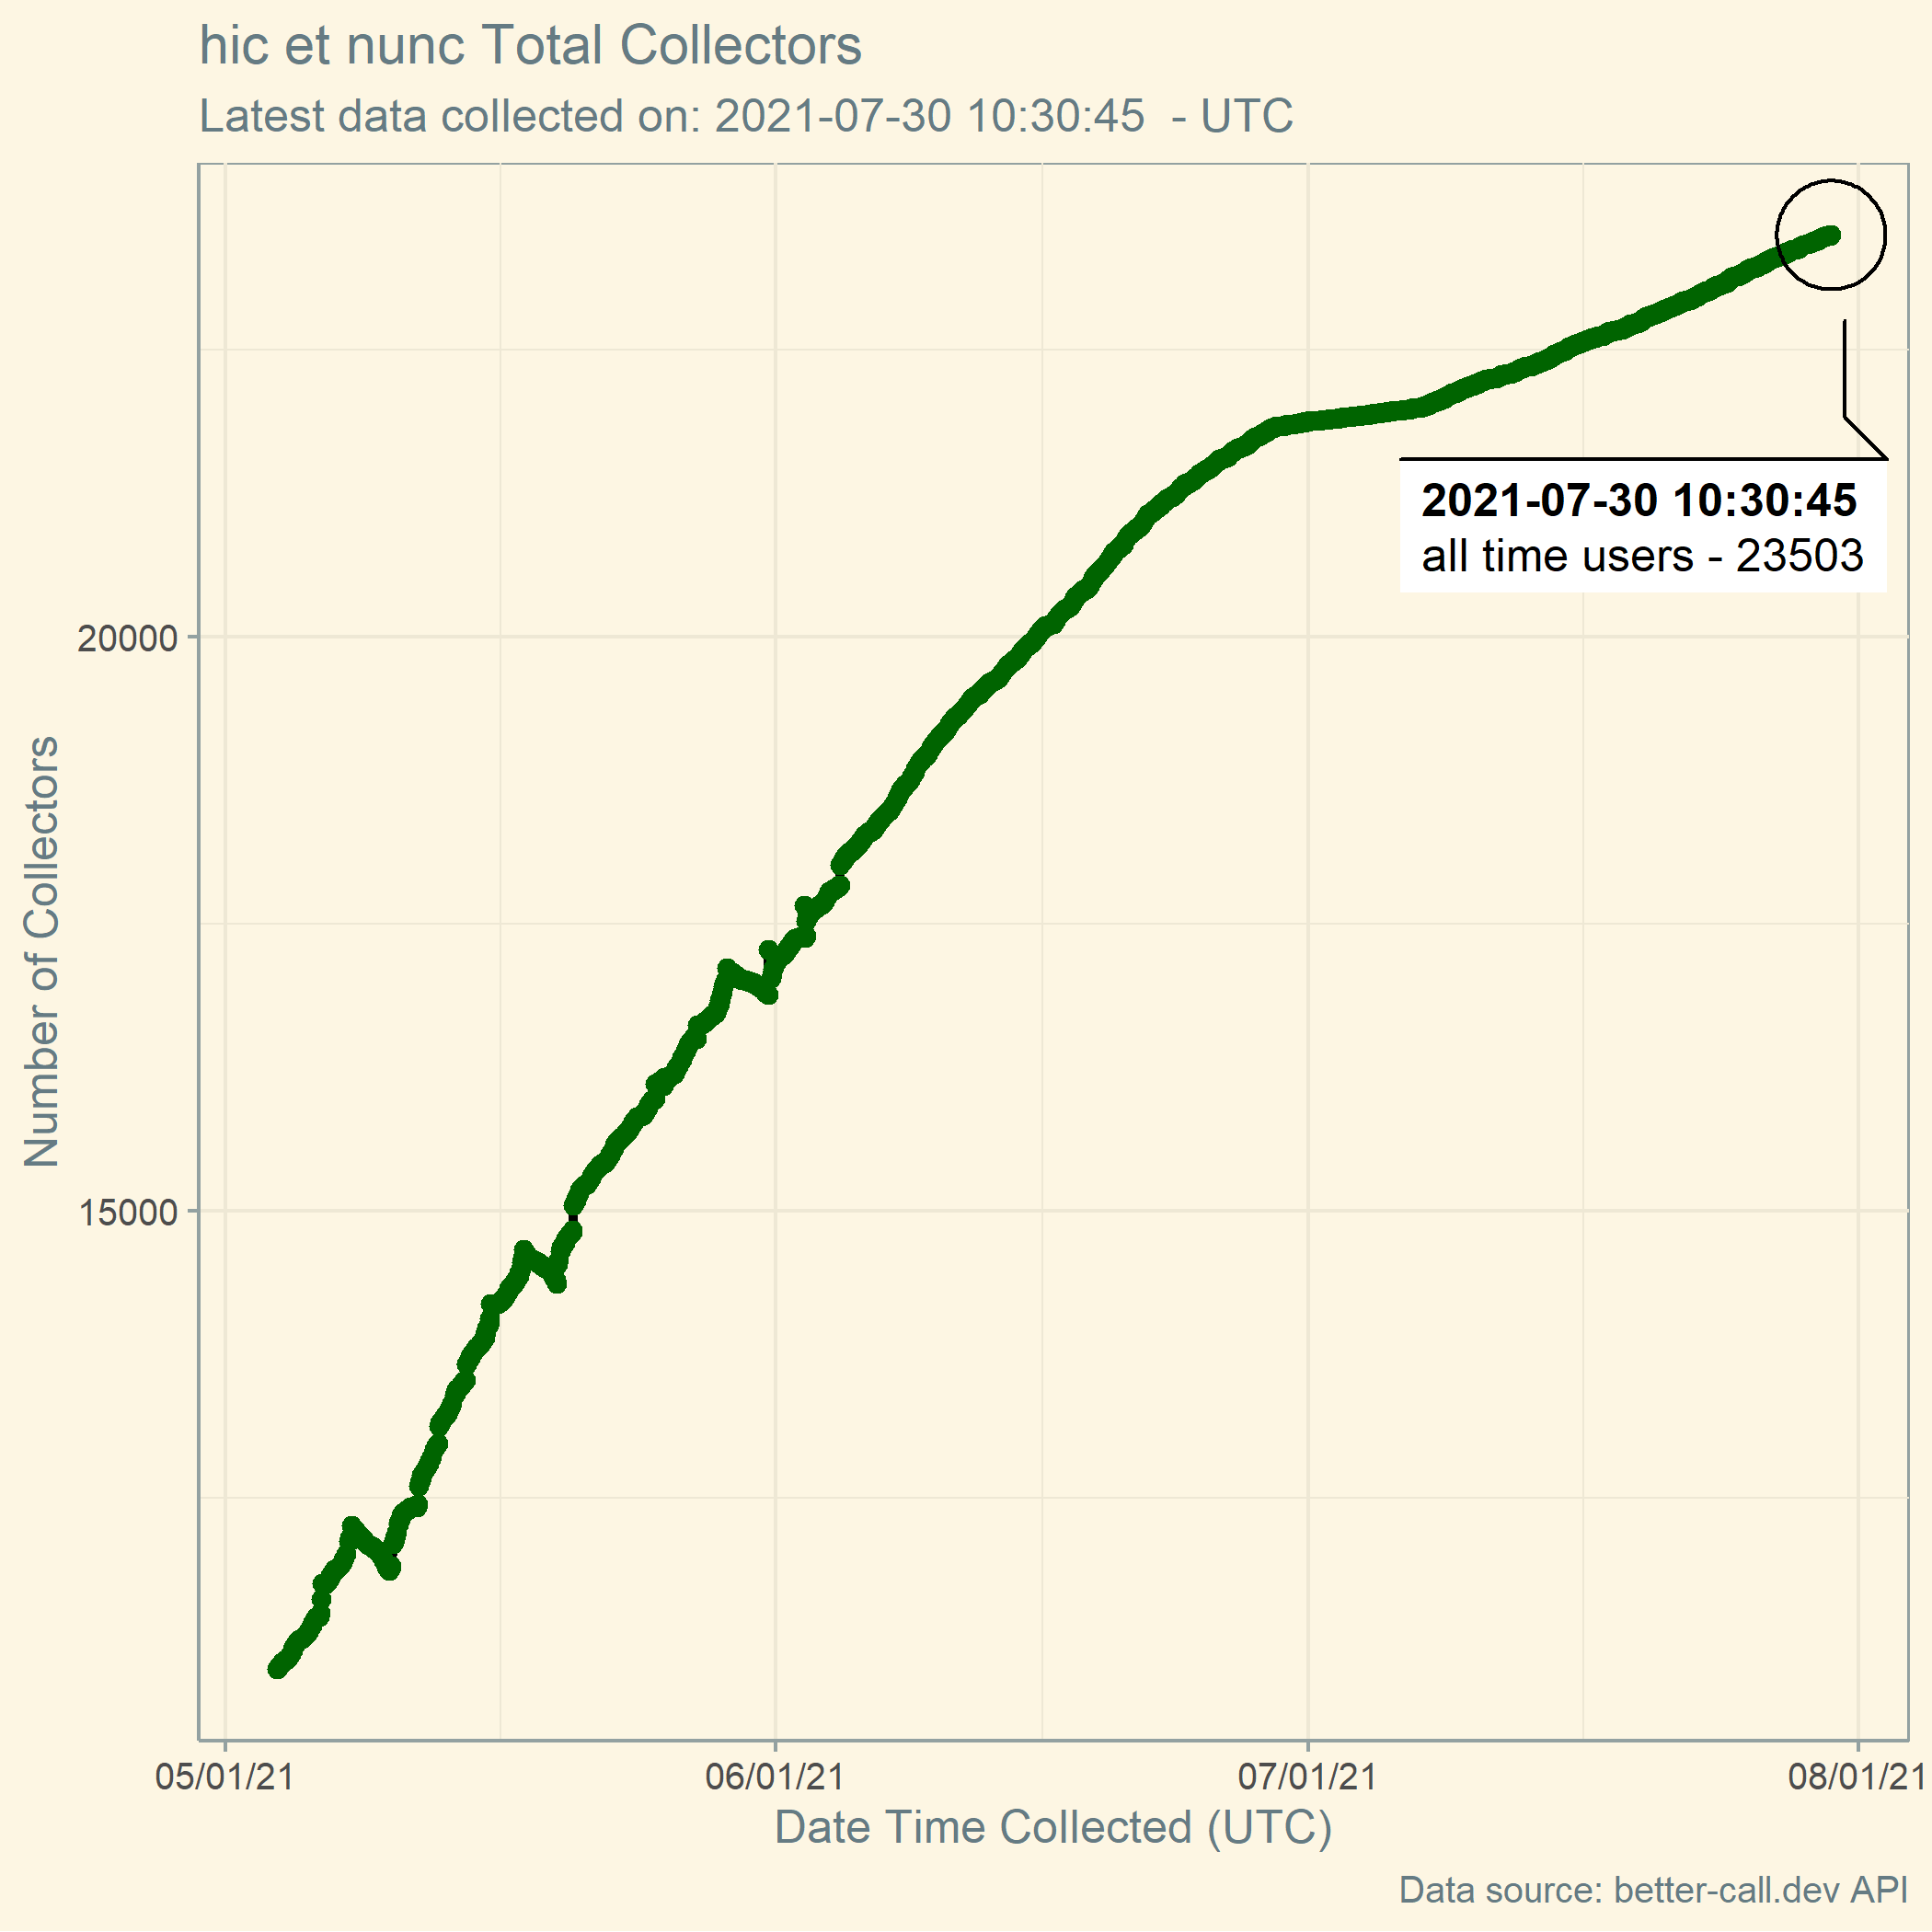 hic et nunc Total Collectors
Latest data collected on: 2021-07-30 10:30:45  - UTC
2021-07-30 10:30:45
all time users - 23503
20000
15000
Number of Collectors
05/01/21
06/01/21
07/01/21
08/01/21
Date Time Collected (UTC)
Data source: better-call.dev API